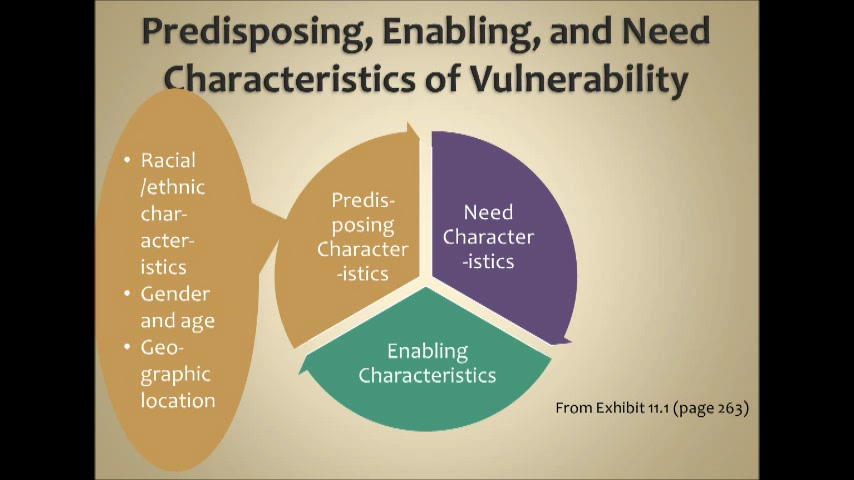 Predisposing, Enabling, and Need
Characteristics of Vulnerability
• Racial
/ethnic
char-
acter-
istics
• Gender
and age
• Geo-
graphic
location
Predis-
posing
Character
-istics
Need
Character
-istics
Enabling
Characteristics
From Exhibit 11.1 (page 263)